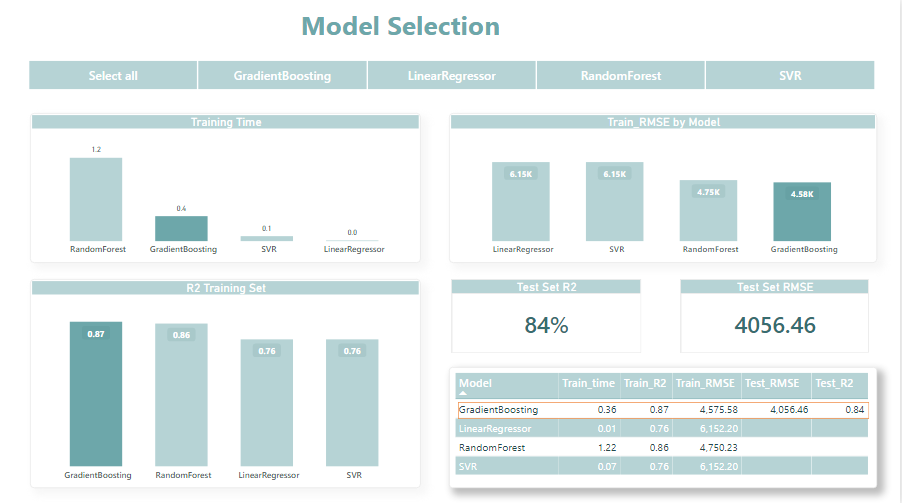 Model Selection
Select all GradientBoosting LinearRegressor RandomForest SVR
Training Time
1.2
0.4
0.1
0.0
RandomForest GradientBoosting SVR LinearRegressor
Train_RMSE by Model
6.15K 6.15K 4.75K 4.58K
LinearRegressor SVR RandomForest GradientBoosting
R2 Training Set
0.87 0.86 0.76 0.76
GradientBoosting RandomForest LinearRegressor SVR
Test Set R2
84%
Test Set RMSE
4056.46
Model Train_time Train_R2 Train_RMSE Test_RMSE Test_R2
GradientBoosting 0.36 0.87 4,575.58 4,056.46 0.84
LinearRegressor 0.01 0.76 6,152.20
RandomForest 1.22 0.86 4,750.23
SVR 0.07 0.76 6,152.20